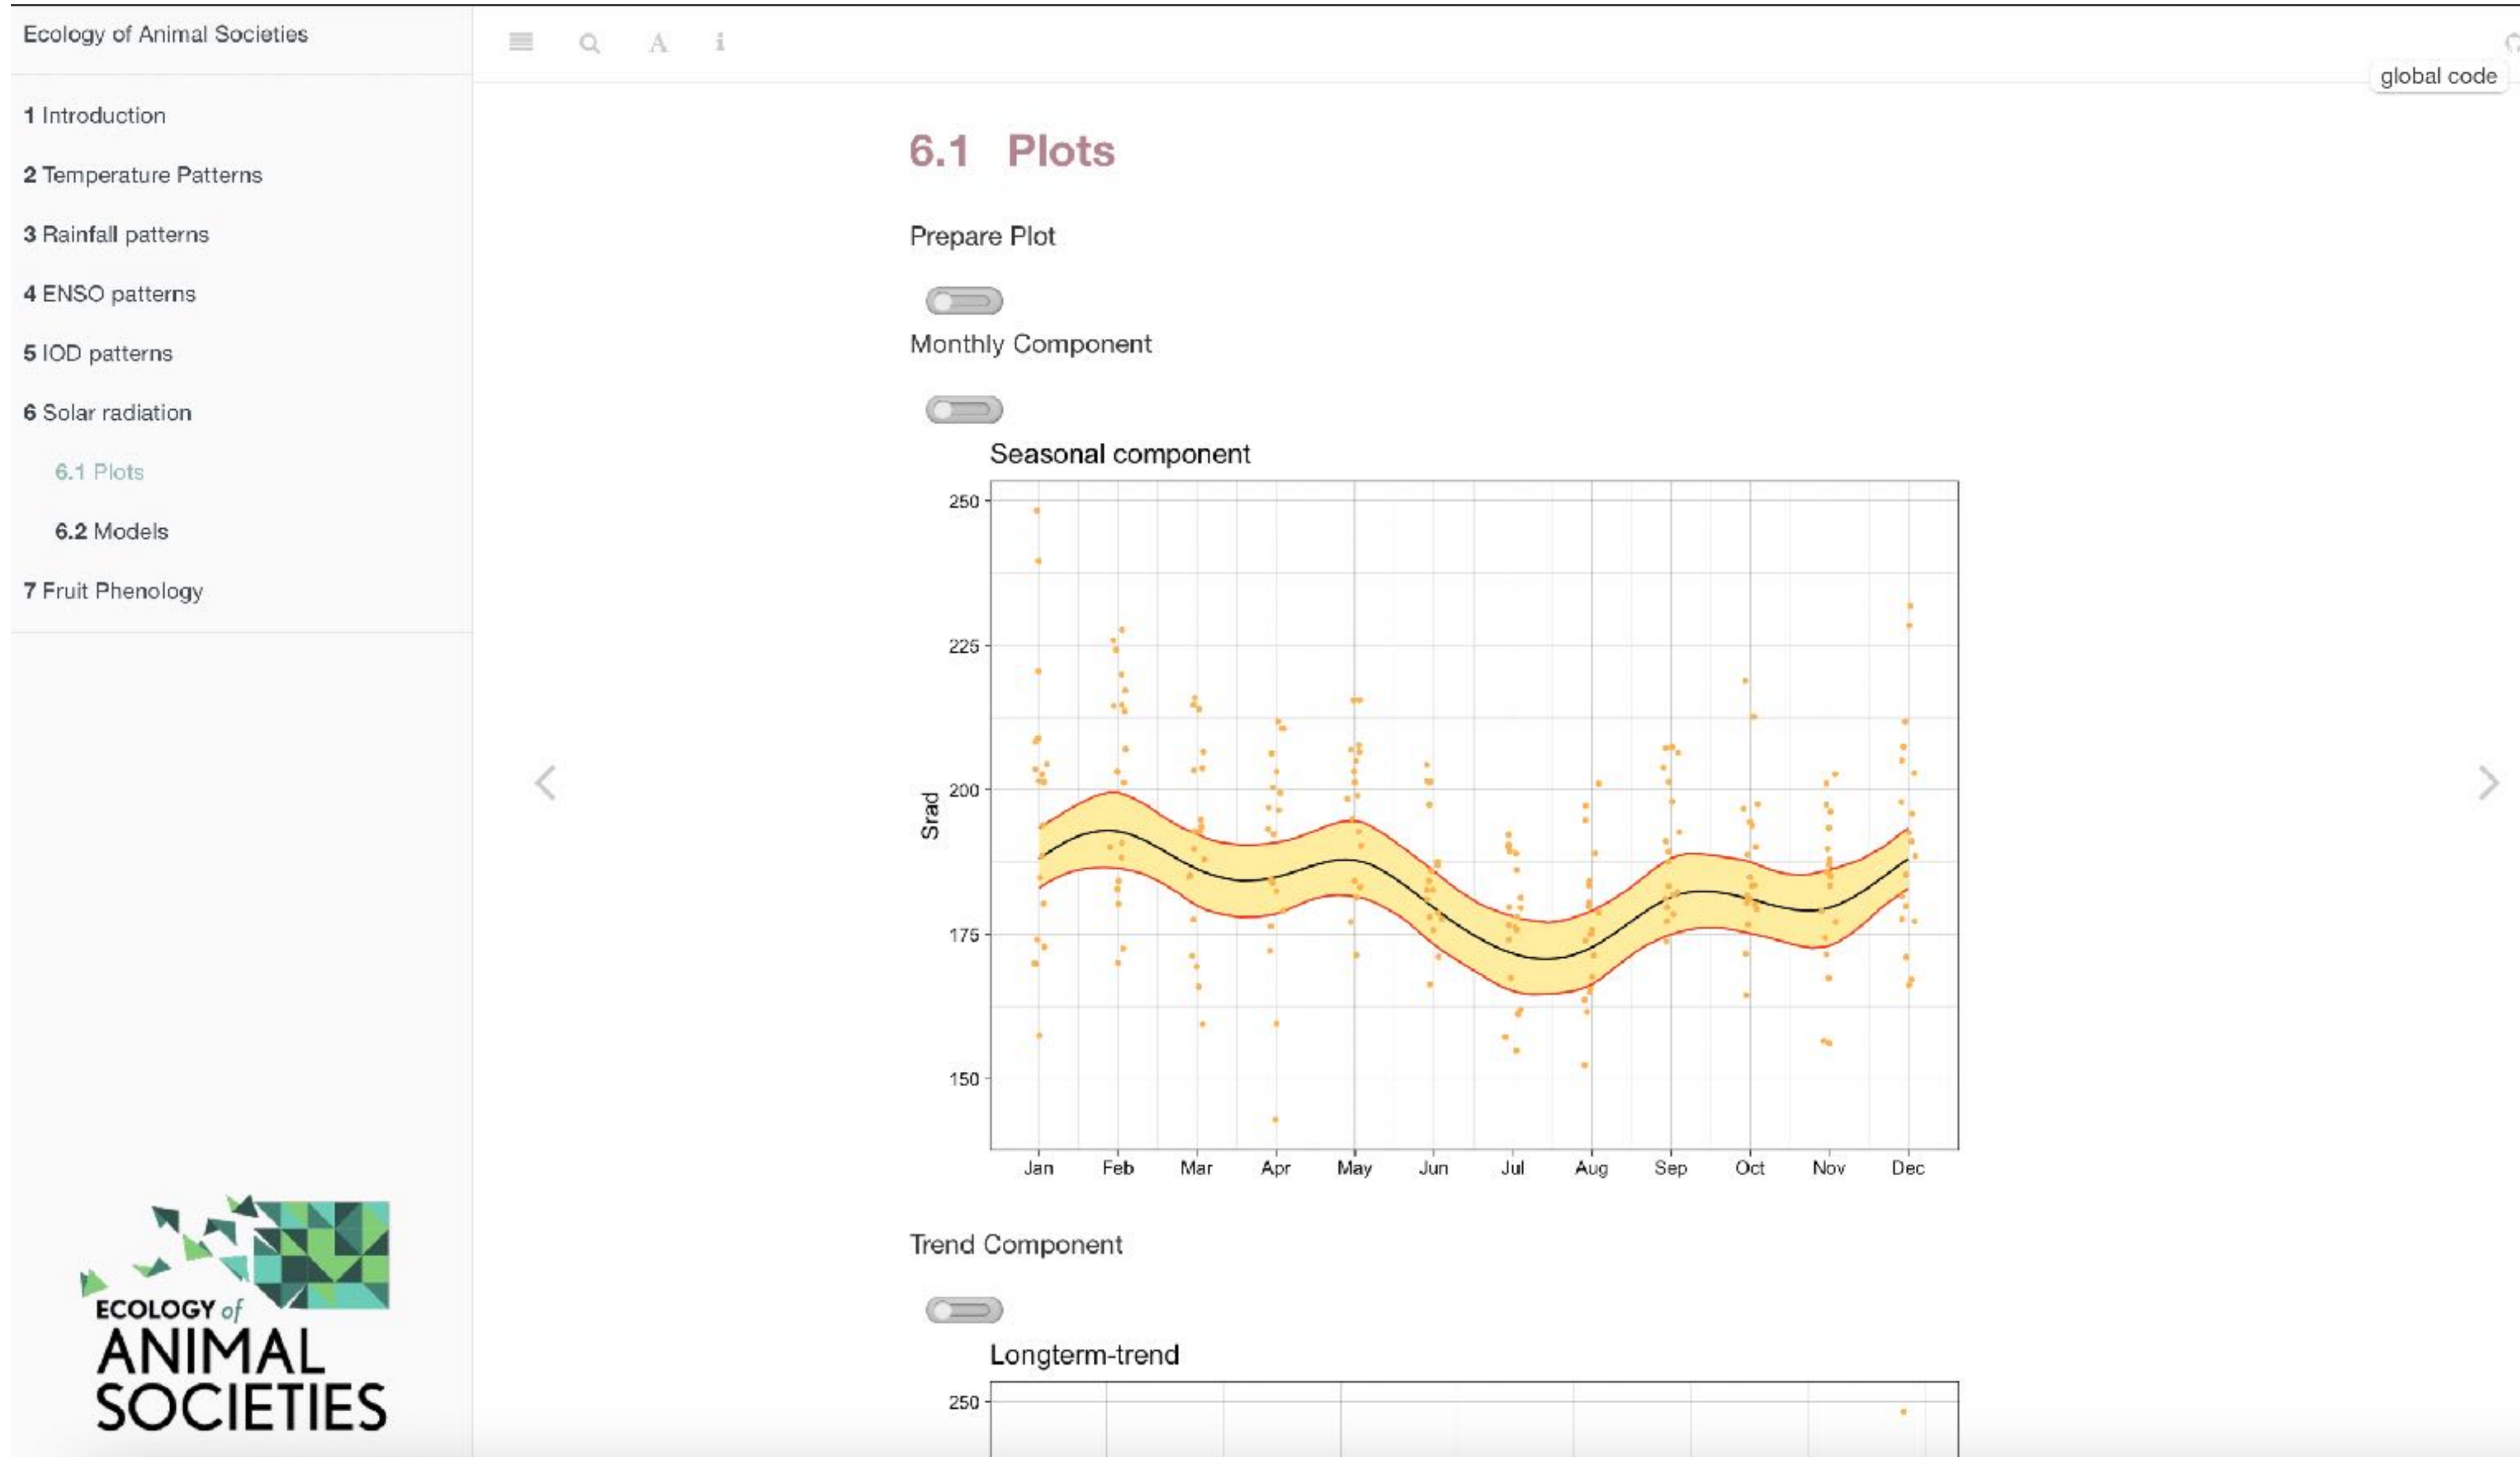 Ecology of Animal Societies
1 Introduction
2 Temperature Patterns
3 Rainfall patterns
4 ENSO patterns
5 IOD patterns
6 Solar radiation
6.1 Plots
6.2 Models
7 Fruit Phenology
ECOLOGY of
ANIMAL
SOCIETIES
A i
global code
6.1 Plots
Prepare Plot
Monthly Component
Seasonal component
250
225
200
175
150
Srad
Jan Feb Mar Apr May Jun Jul Aug Sep Oct Nov Dec
Trend Component
Longterm-trend
250